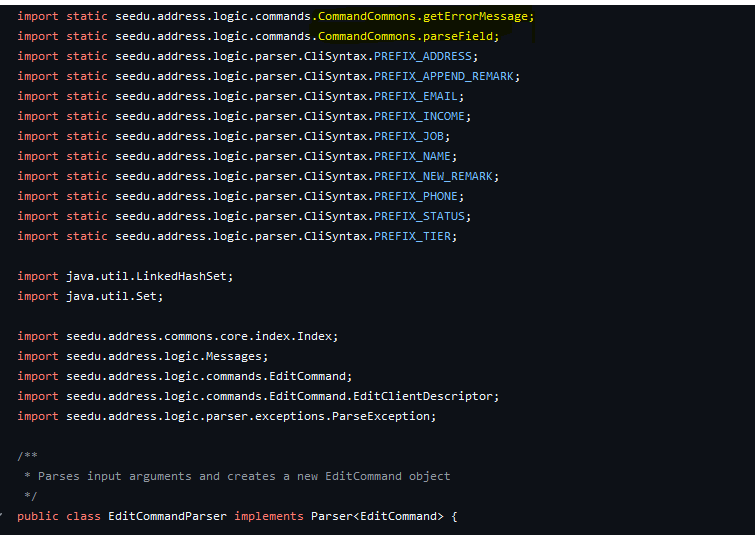 import static seedu.address.logic.commands.CommandCommons.getErrorMessage;
import static seedu.address.logic.commands.CommandCommons.parseField;
import static seedu.address.logic.parser.CliSyntax.PREFIX_ADDRESS;
import static seedu.address.logic.parser.CliSyntax.PREFIX_APPEND_REMARK;
import static seedu.address.logic.parser.CliSyntax.PREFIX_EMAIL;
import static seedu.address.logic.parser.CliSyntax.PREFIX_INCOME;
import static seedu.address.logic.parser.CliSyntax.PREFIX_JOB;
import static seedu.address.logic.parser.CliSyntax.PREFIX_NAME;
import static seedu.address.logic.parser.CliSyntax.PREFIX_NEW_REMARK;
import static seedu.address.logic.parser.CliSyntax.PREFIX_PHONE;
import static seedu.address.logic.parser.CliSyntax.PREFIX_STATUS;
import static seedu.address.logic.parser.CliSyntax.PREFIX_TIER;
import java.util.LinkedHashSet;
import java.util.Set;
import seedu.address.commons.core.index.Index;
import seedu.address.logic.Messages;
import seedu.address.logic.commands.EditCommand;
import seedu.address.logic.commands.EditCommand.EditClientDescriptor;
import seedu.address.logic.parser.exceptions.ParseException;
/**
 * Parses input arguments and creates a new EditCommand object
 */
public class EditCommandParser implements Parser<EditCommand> {